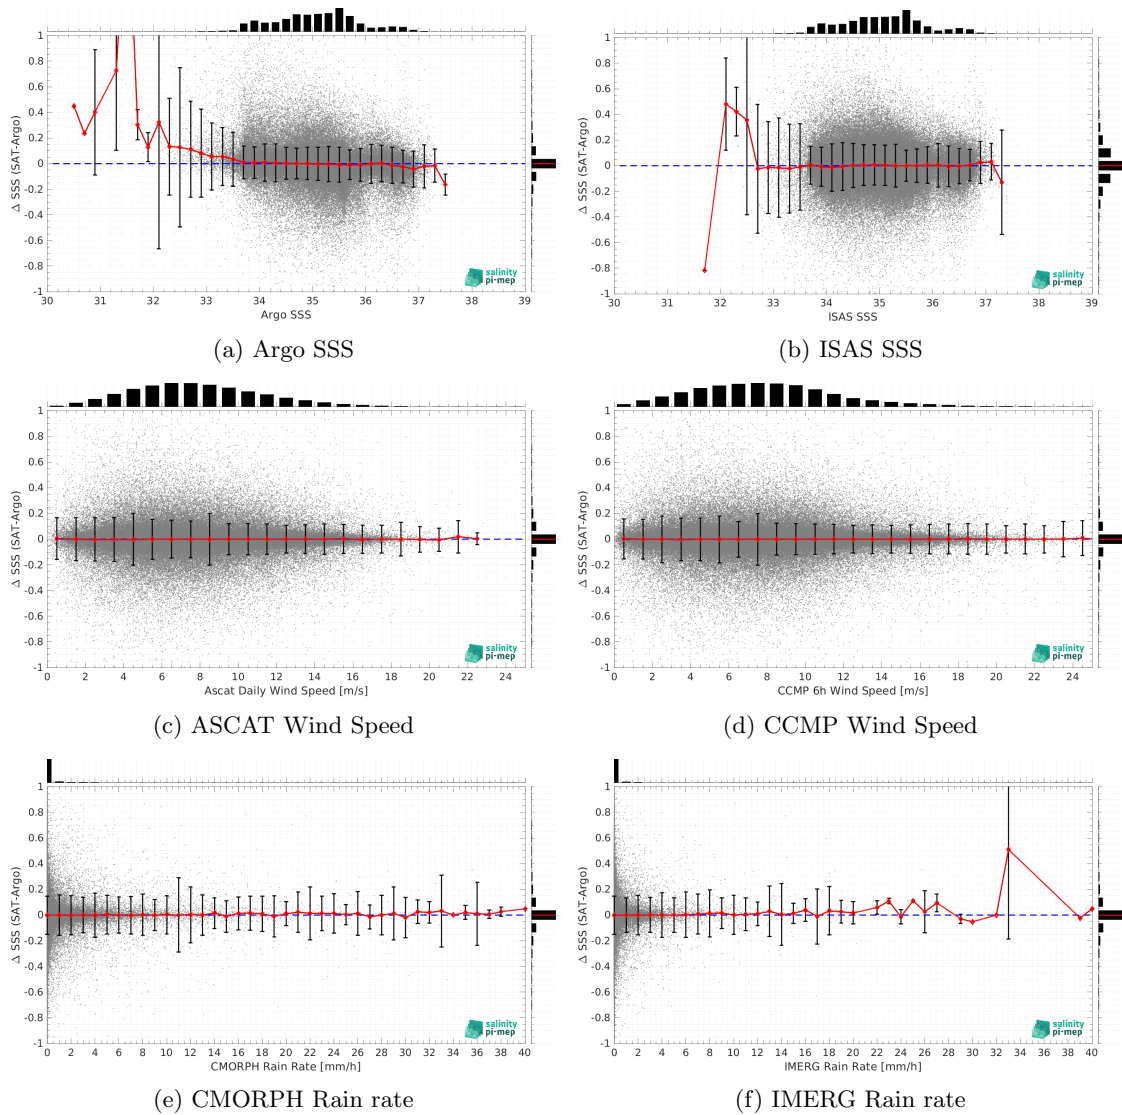 1
0.8
0.6
0.4
0.2
0
-0.2
-0.4
-0.6
-0.8
-1
Δ SSS (SAT-Argo)
30 31 32 33 34 35 36 37 38 39
Argo SSS
salinity
pi-mep
(a) Argo SSS
1
0.8
0.6
0.4
0.2
0
-0.2
-0.4
-0.6
-0.8
-1
Δ SSS (SAT-Argo)
30 31 32 33 34 35 36 37 38 39
ISAS SSS
salinity
pi-mep
(b) ISAS SSS
1
0.8
0.6
0.4
0.2
0
-0.2
-0.4
-0.6
-0.8
-1
Δ SSS (SAT-Argo)
0 2 4 6 8 10 12 14 16 18 20 22 24
Ascat Daily Wind Speed [m/s]
salinity
pi-mep
(c) ASCAT Wind Speed
1
0.8
0.6
0.4
0.2
0
-0.2
-0.4
-0.6
-0.8
-1
Δ SSS (SAT-Argo)
0 2 4 6 8 10 12 14 16 18 20 22 24
CCMP 6h Wind Speed [m/s]
salinity
pi-mep
(d) CCMP Wind Speed
1
0.8
0.6
0.4
0.2
0
-0.2
-0.4
-0.6
-0.8
-1
Δ SSS (SAT-Argo)
0 2 4 6 8 10 12 14 16 18 20 22 24 26 28 30 32 34 36 38 40
CMORPH Rain Rate [mm/h]
salinity
pi-mep
(e) CMORPH Rain rate
1
0.8
0.6
0.4
0.2
0
-0.2
-0.4
-0.6
-0.8
-1
Δ SSS (SAT-Argo)
0 2 4 6 8 10 12 14 16 18 20 22 24 26 28 30 32 34 36 38 40
IMERG Rain Rate [mm/h]
salinity
pi-mep
(f) IMERG Rain rate